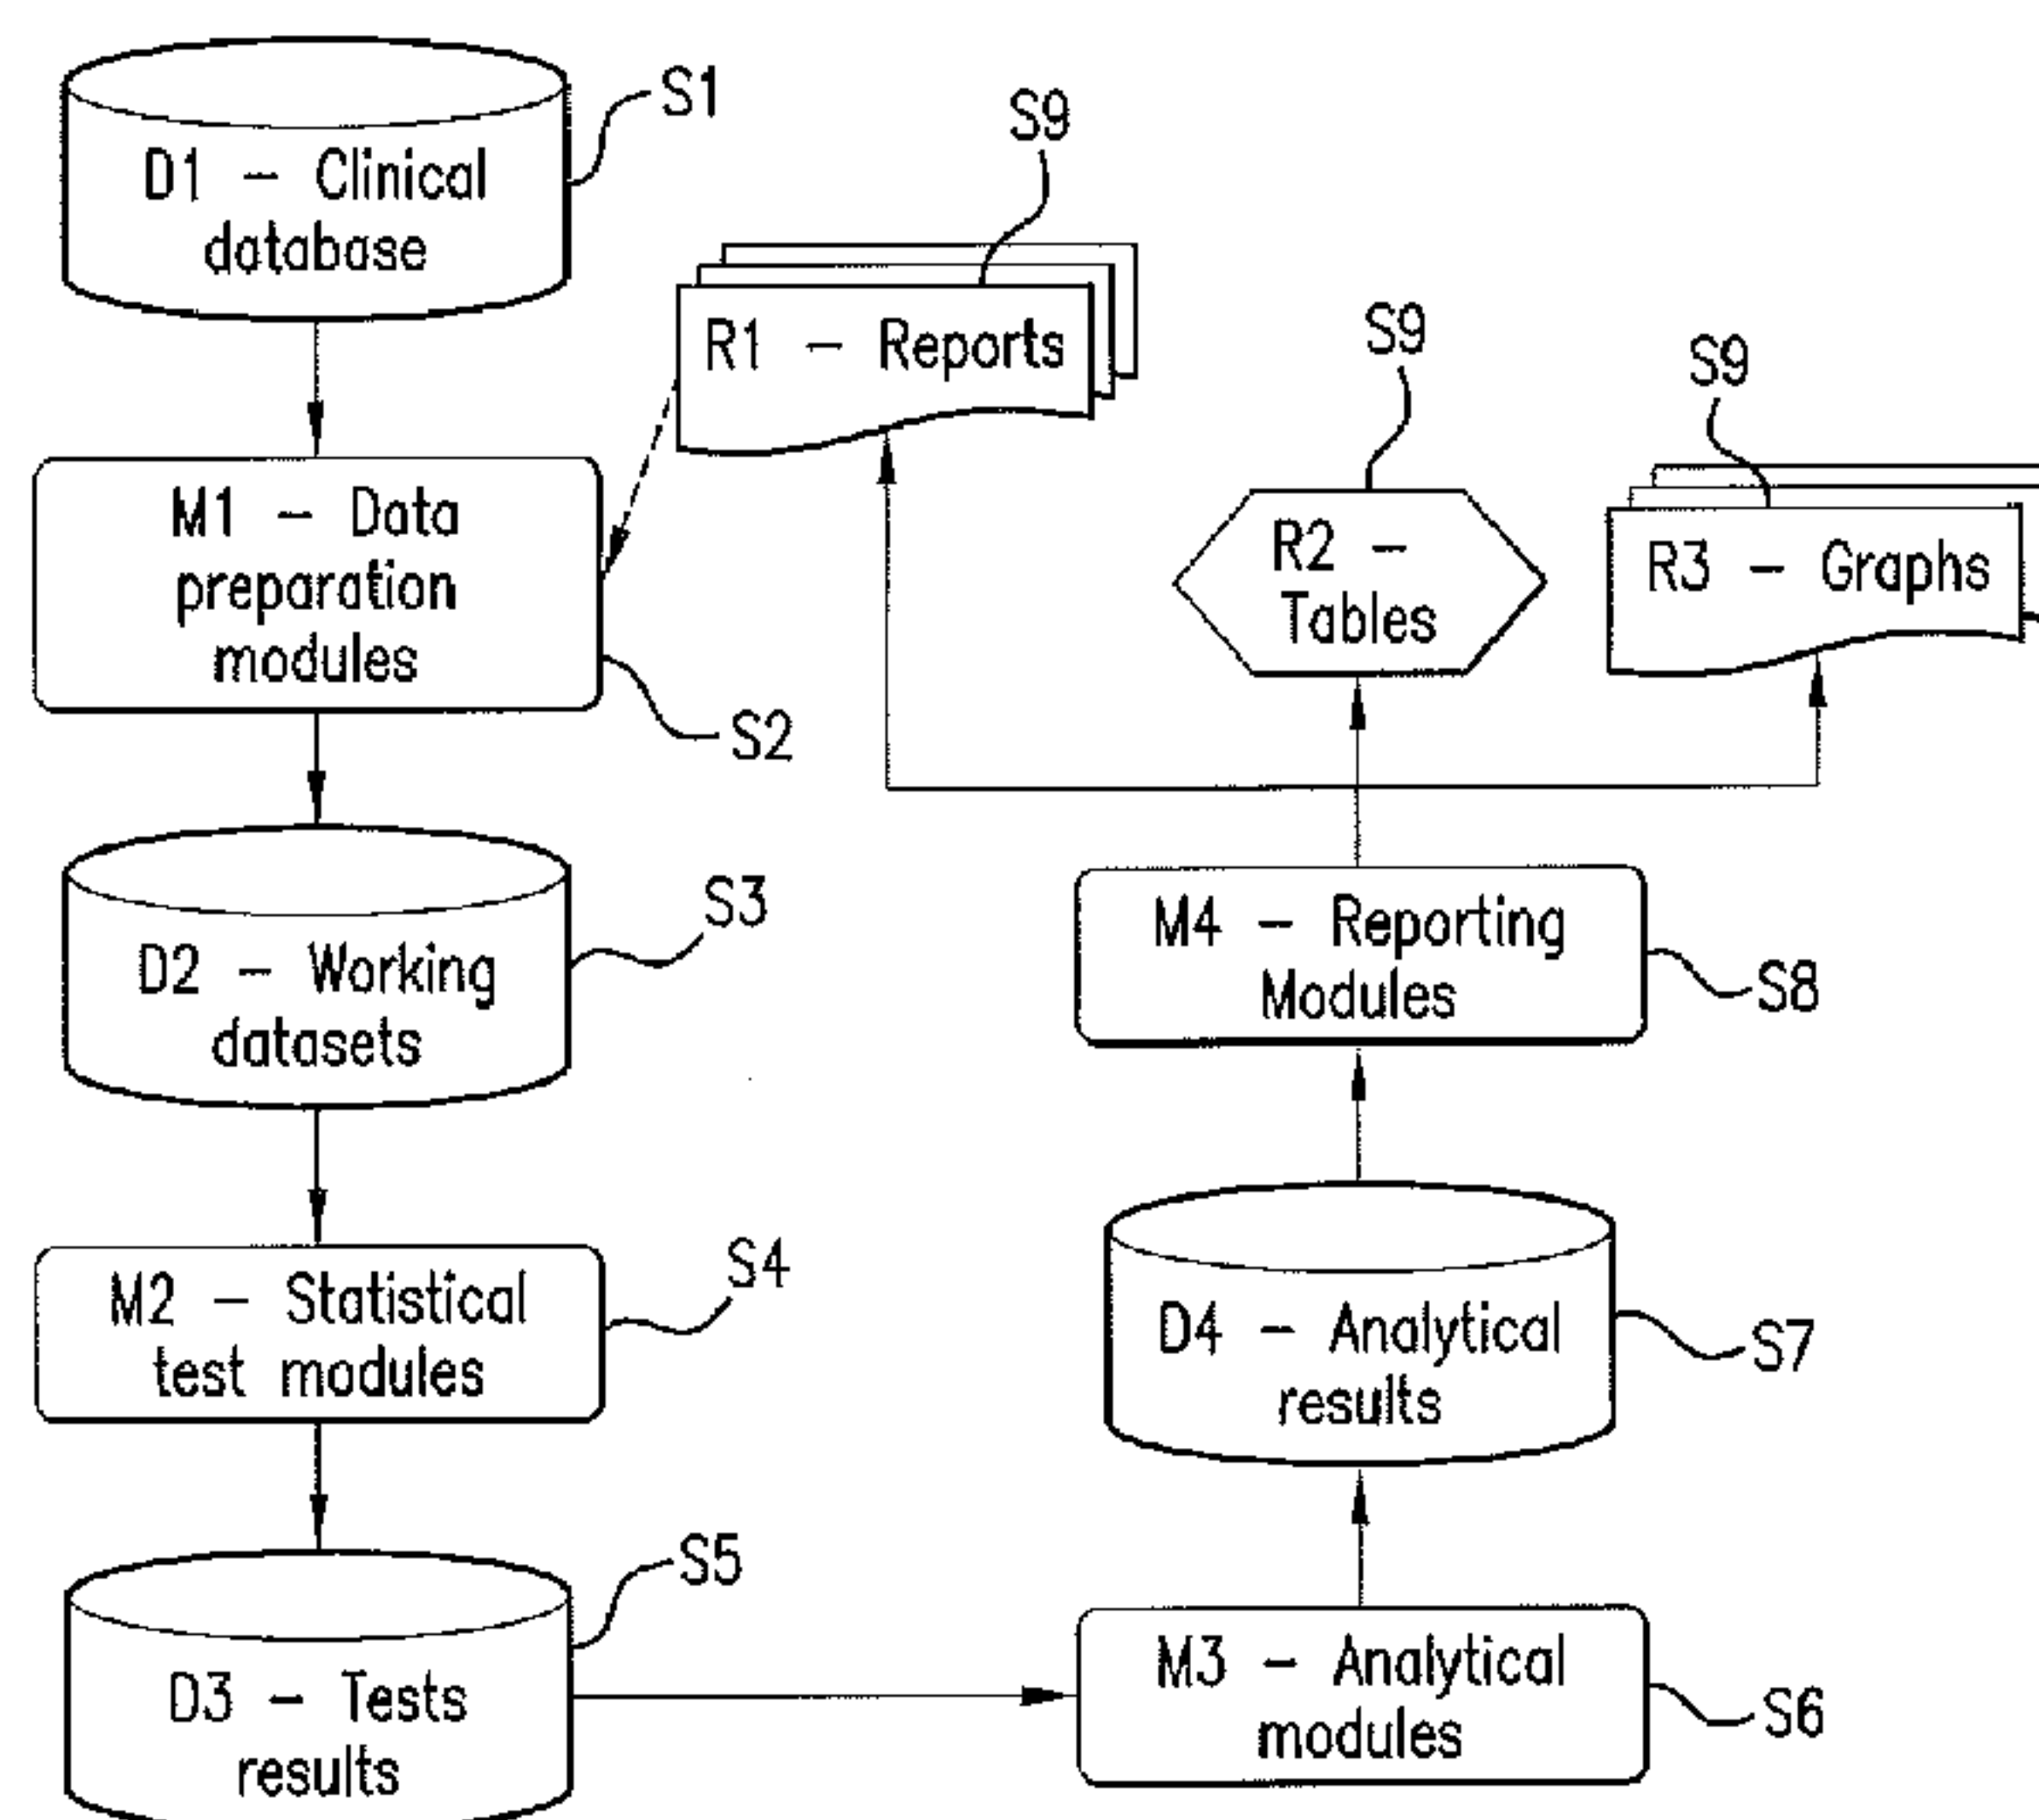 S1
D1 – Clinical
database
S9
R1 – Reports
S9
S9
M1 – Data
preparation
modules
R2 –
Tables
R3 – Graphs
S2
S3
D2 – Working
datasets
M4 – Reporting
Modules
S8
S4
M2 – Statistical
test modules
D4 – Analytical
results
S7
S5
D3 – Tests
results
M3 – Analytical
modules
S6